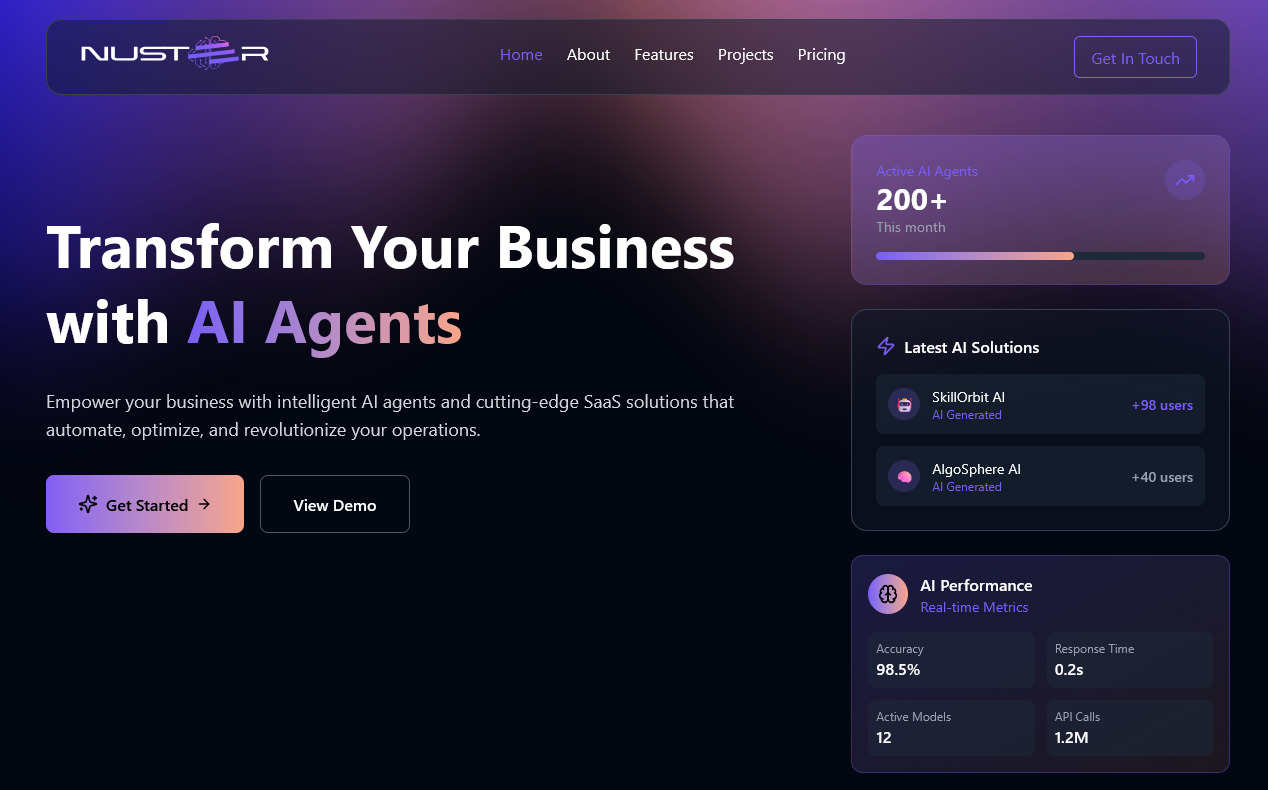 NUSTER
Home
About
Features
Projects
Pricing
Get In Touch
Transform Your Business
with AI Agents
Empower your business with intelligent AI agents and cutting-edge SaaS solutions that
automate, optimize, and revolutionize your operations.
Get Started
View Demo
Active AI Agents
200+
This month
Latest AI Solutions
SkillOrbit AI
AI Generated
+98 users
AlgoSphere AI
AI Generated
+40 users
AI Performance
Real-time Metrics
Accuracy
98.5%
Response Time
0.2s
Active Models
12
API Calls
1.2M